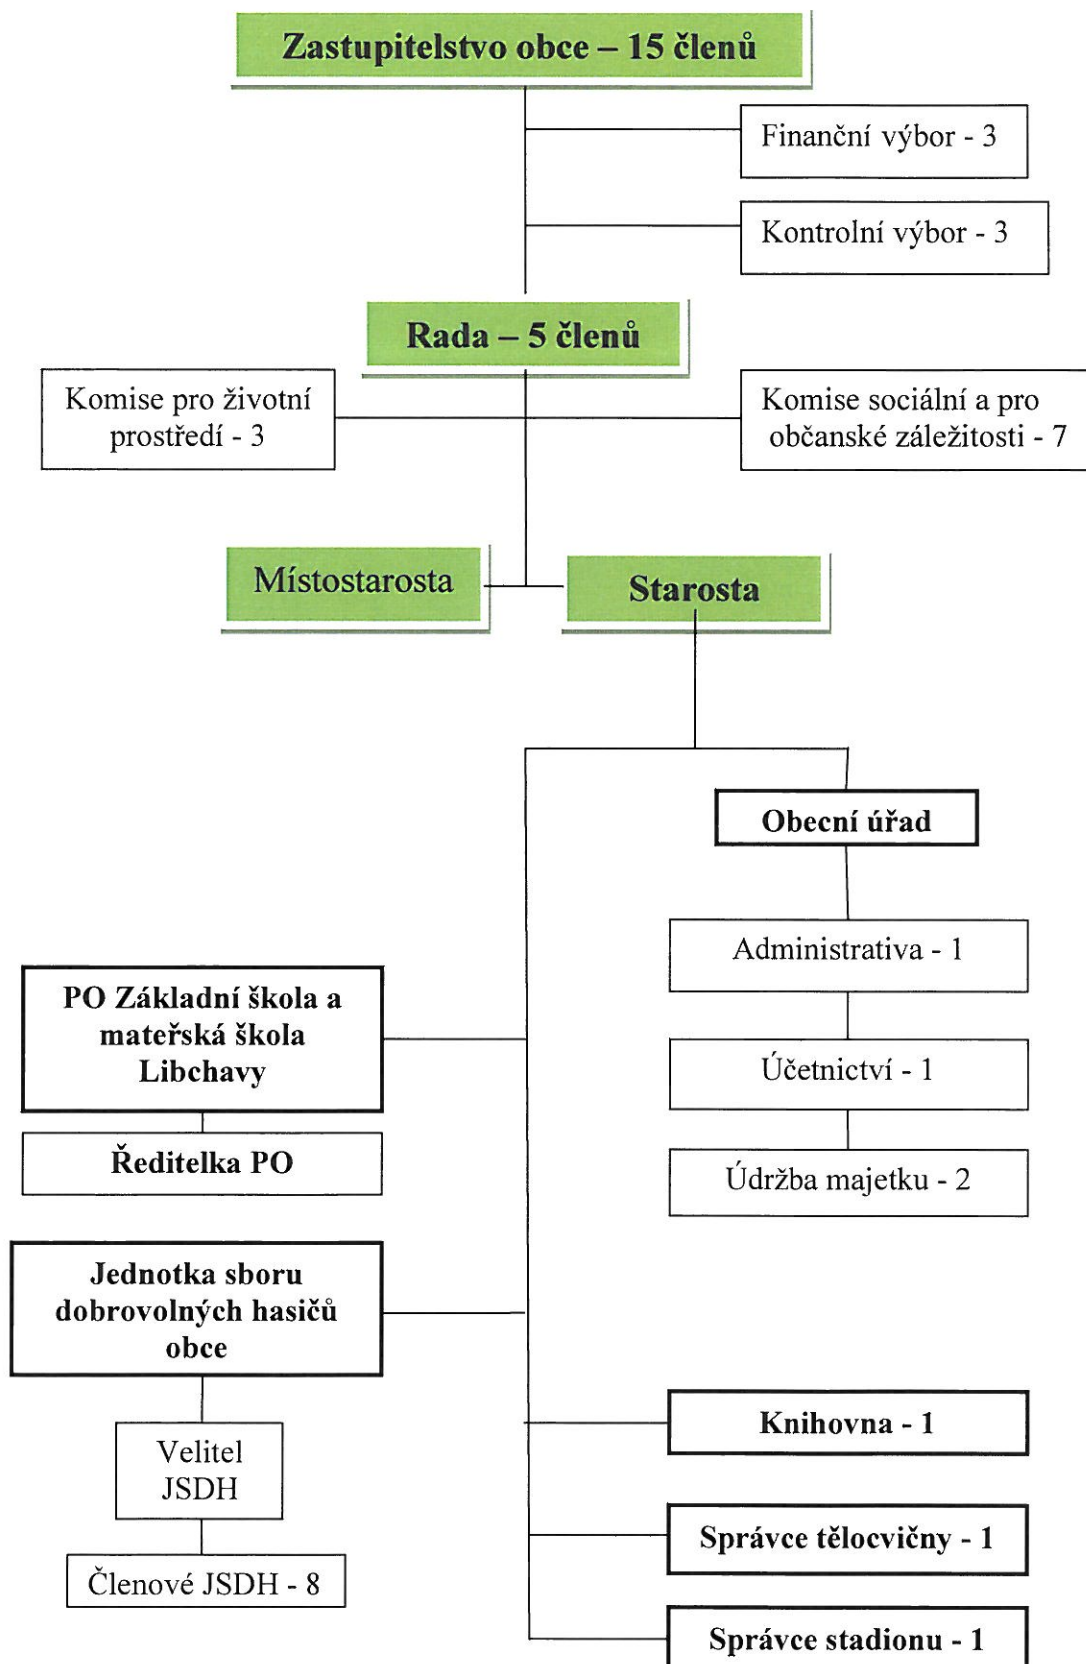 Zastupitelstvo obce – 15 členů
Finanční výbor - 3
Kontrolní výbor - 3
Rada – 5 členů
Komise pro životní
prostředí - 3
Komise sociální a pro
občanské záležitosti - 7
Místostarosta
Starosta
Obecní úřad
Administrativa - 1
Účetnictví - 1
Údržba majetku - 2
PO Základní škola a
mateřská škola
Libchavy
Ředitelka PO
Jednotka sboru
dobrovolných hasičů
obce
Velitel
JSDH
Členové JSDH - 8
Knihovna - 1
Správce tělocvičny - 1
Správce stadionu - 1